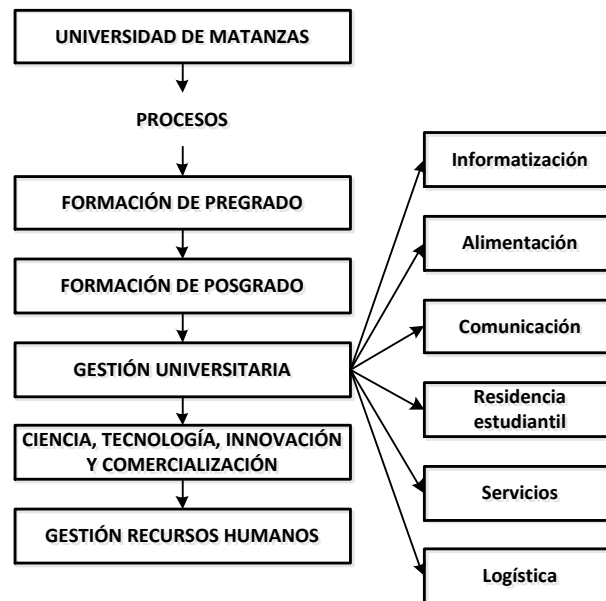 UNIVERSIDAD DE MATANZAS
PROCESOS
FORMACIÓN DE PREGRADO
FORMACIÓN DE POSGRADO
GESTIÓN UNIVERSITARIA
CIENCIA, TECNOLOGÍA, INNOVACIÓN
Y COMERCIALIZACIÓN
GESTIÓN RECURSOS HUMANOS
Informatización
Alimentación
Comunicación
Residencia
estudiantil
Servicios
Logística